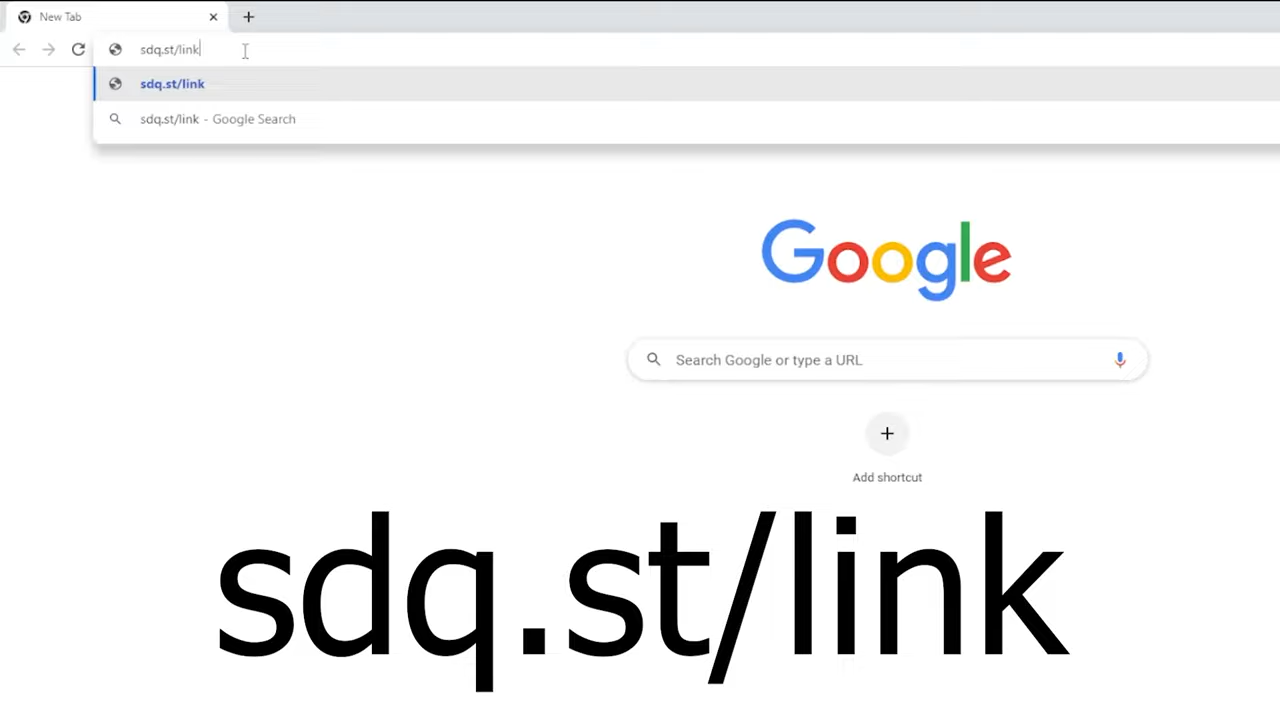 New Tab
sdq.st/link
sdq.st/link
sdq.st/link - Google Search
Google
Search Google or type a URL
Add shortcut
sdq.st/link